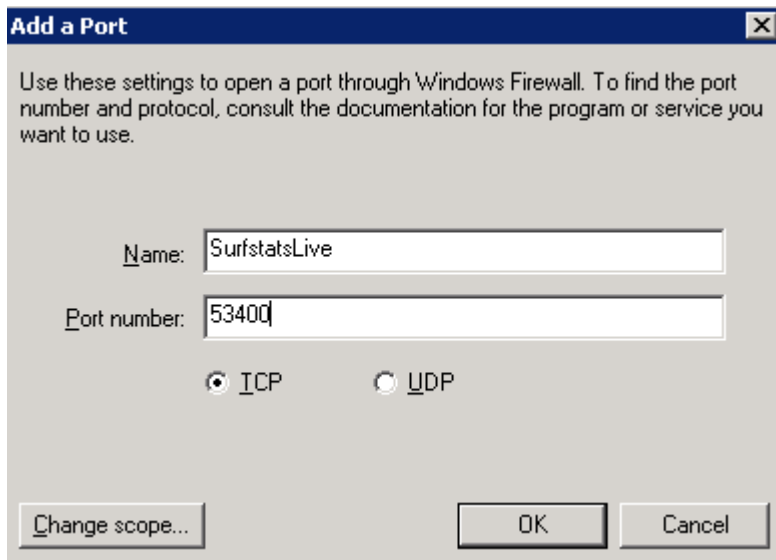 Add a Port
Use these settings to open a port through Windows Firewall. To find the port
number and protocol, consult the documentation for the program or service you
want to use.
Name: SurfstatsLive
Port number: 53400
TCP UDP
Change scope... OK Cancel